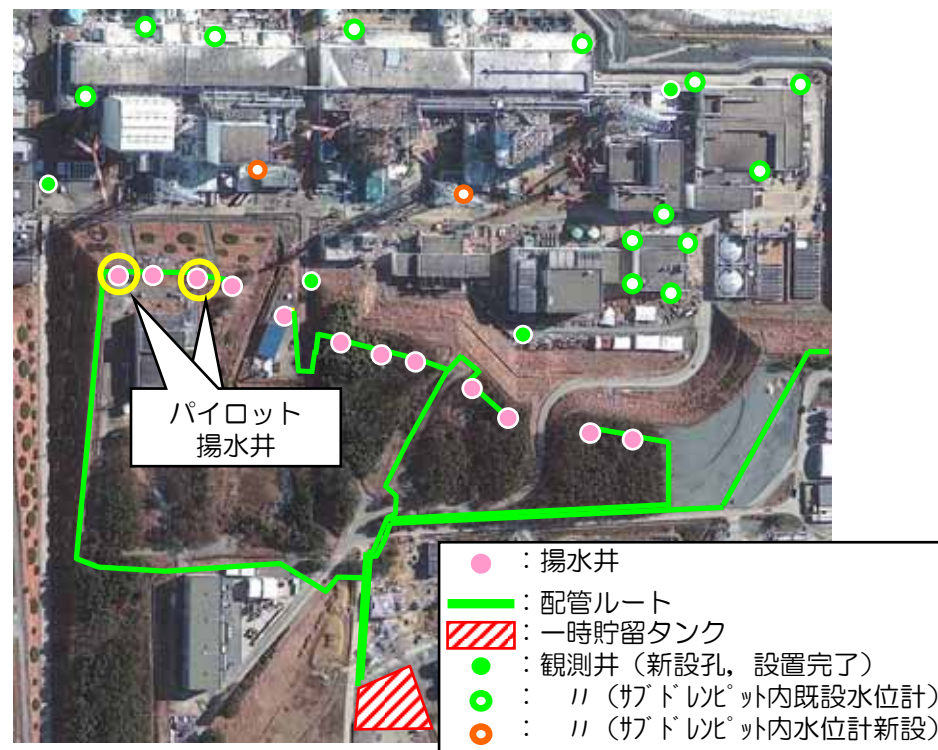 パイロット
揚水井
：揚水井
：配管ルート
：一時貯留タンク
：観測井（新設孔，設置完了）
：　〃（ｻﾌﾞﾄﾞﾚﾝﾋﾟｯﾄ内既設水位計）
：　〃（ｻﾌﾞﾄﾞﾚﾝﾋﾟｯﾄ内水位計新設）